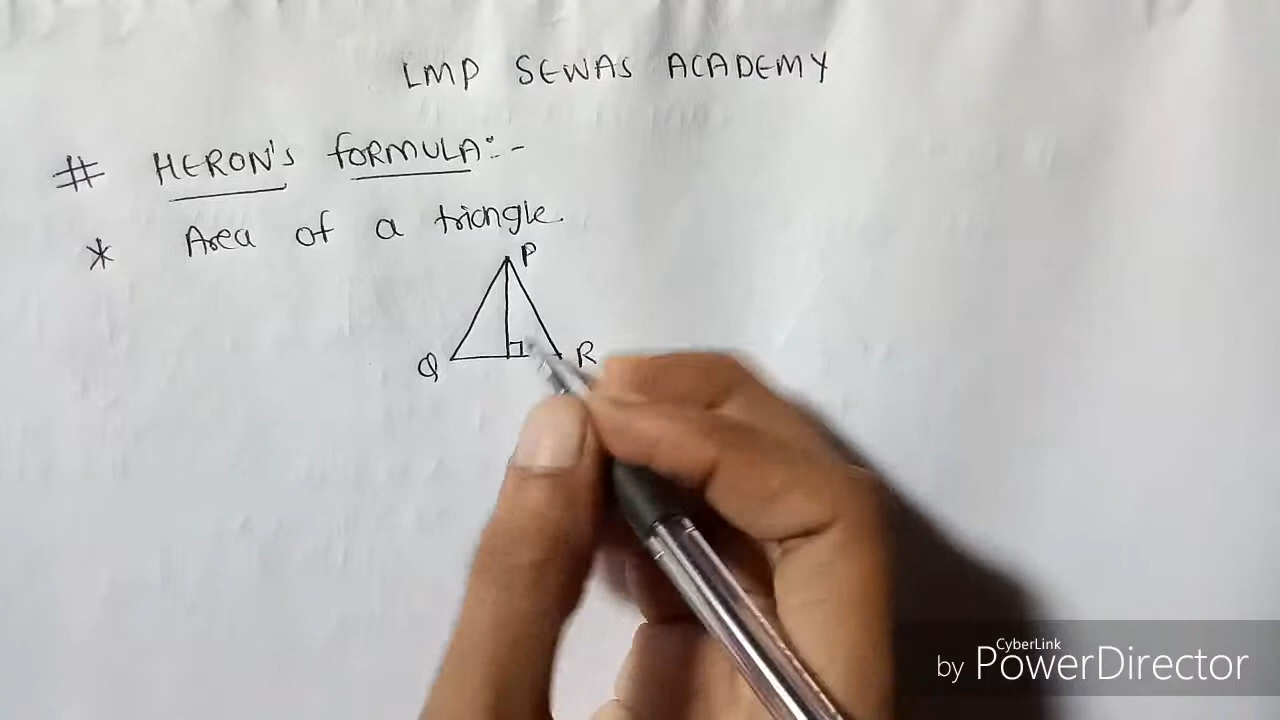 LMP SEWAS ACADEMY
# HERON'S FORMULA:-
* Area of a triangle
P
Q R
CyberLink
by PowerDirector